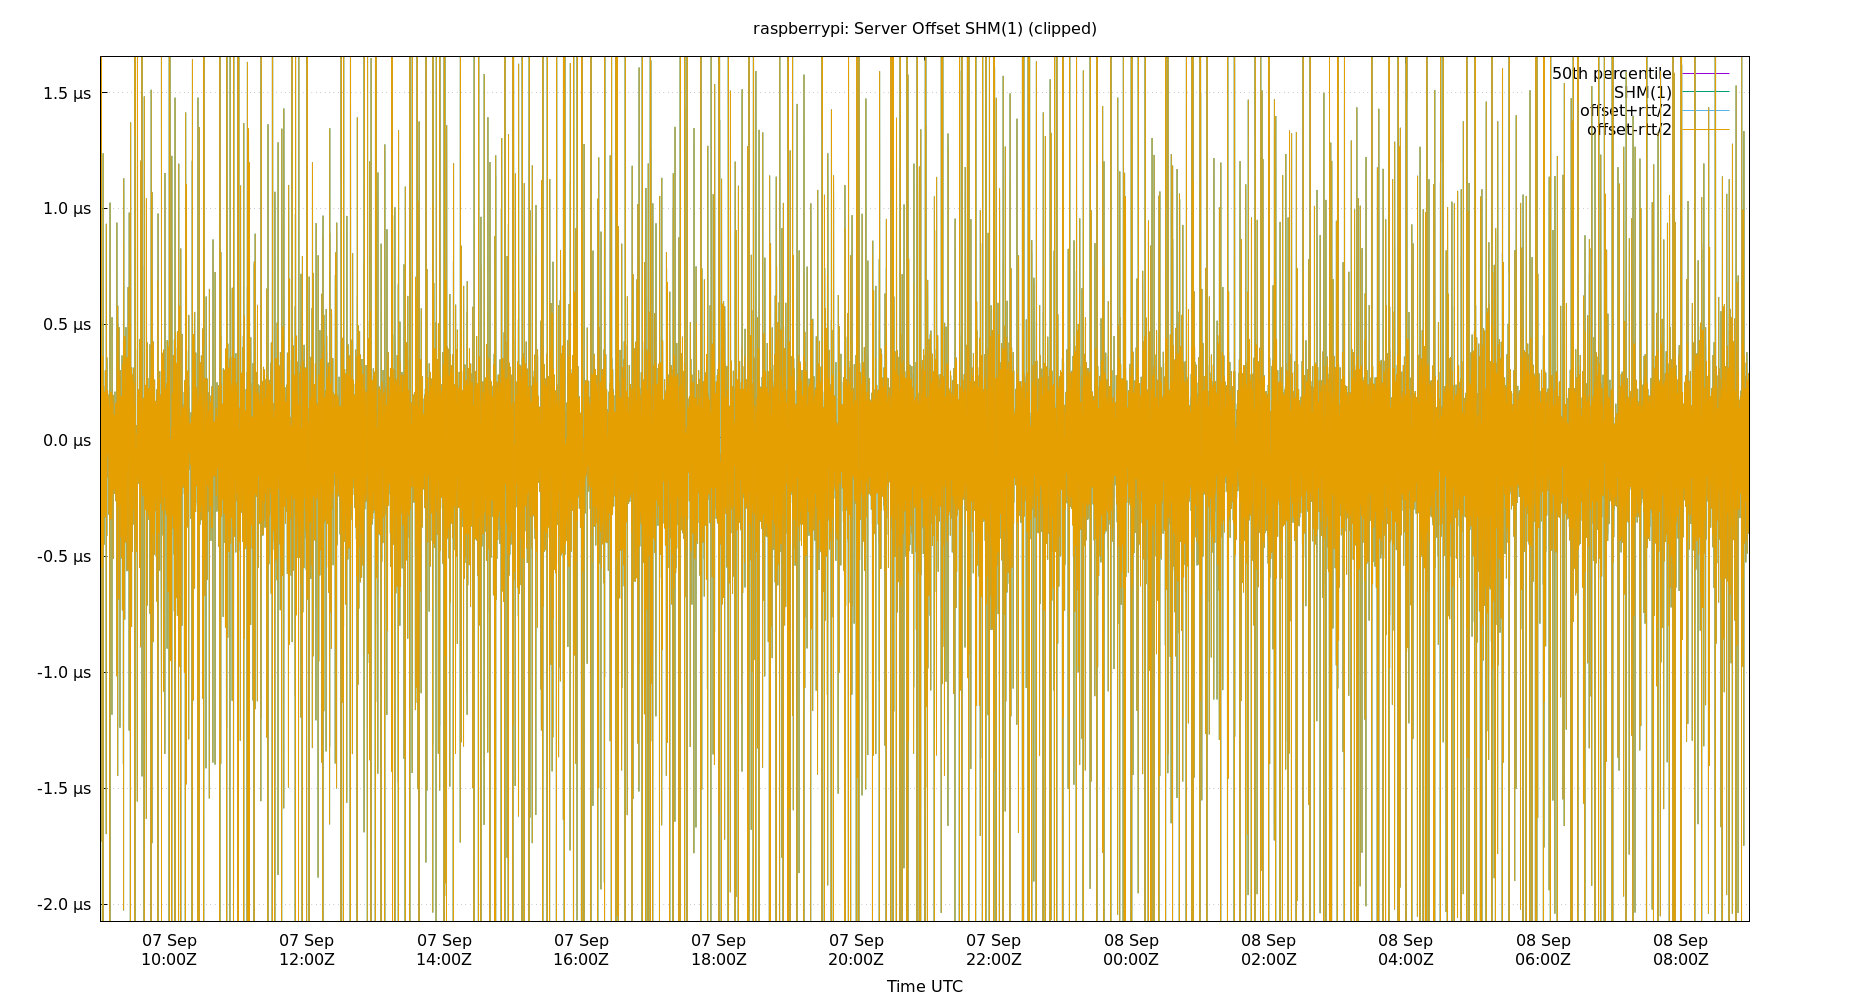 raspberrypi: Server Offset SHM(1) (clipped)
50th percentile
SHM(1)
offset+rtt/2
offset-rtt/2
1.5 µs
1.0 µs
0.5 µs
0.0 µs
-0.5 µs
-1.0 µs
-1.5 µs
-2.0 µs
07 Sep 07 Sep 07 Sep 07 Sep 07 Sep 07 Sep 07 Sep 08 Sep 08 Sep 08 Sep 08 Sep 08 Sep
10:00Z 12:00Z 14:00Z 16:00Z 18:00Z 20:00Z 22:00Z 00:00Z 02:00Z 04:00Z 06:00Z 08:00Z
Time UTC